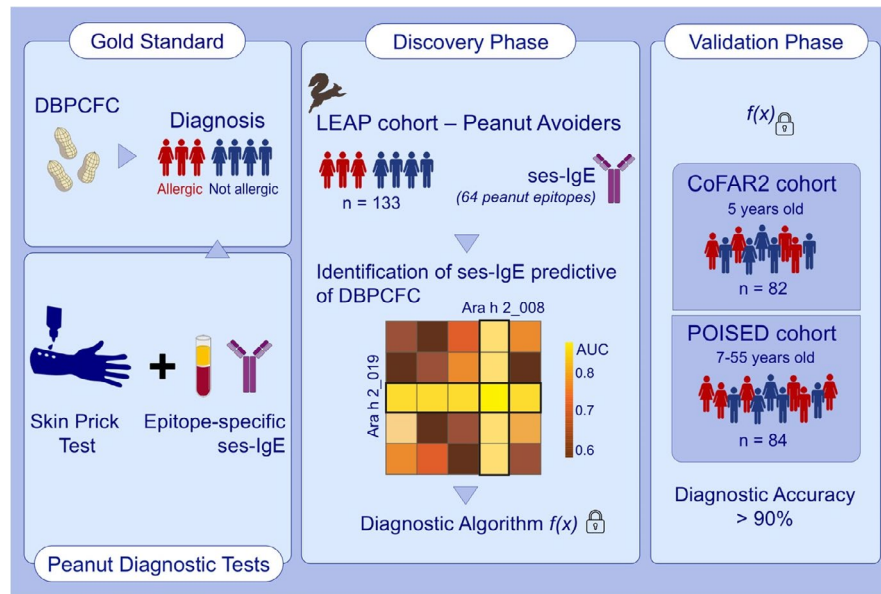 Gold Standard
DBPCFC
Diagnosis
Allergic Not allergic
Skin Prick
Test
Epitope-specific
ses-IgE
Peanut Diagnostic Tests
Discovery Phase
LEAP cohort – Peanut Avoiders
n = 133
ses-IgE
(64 peanut epitopes)
Identification of ses-IgE predictive
of DBPCFC
Ara h 2_008
Ara h 2_019
AUC
0.8
0.7
0.6
Diagnostic Algorithm f(x)
Validation Phase
f(x)
CoFAR2 cohort
5 years old
n = 82
POISED cohort
7-55 years old
n = 84
Diagnostic Accuracy
> 90%